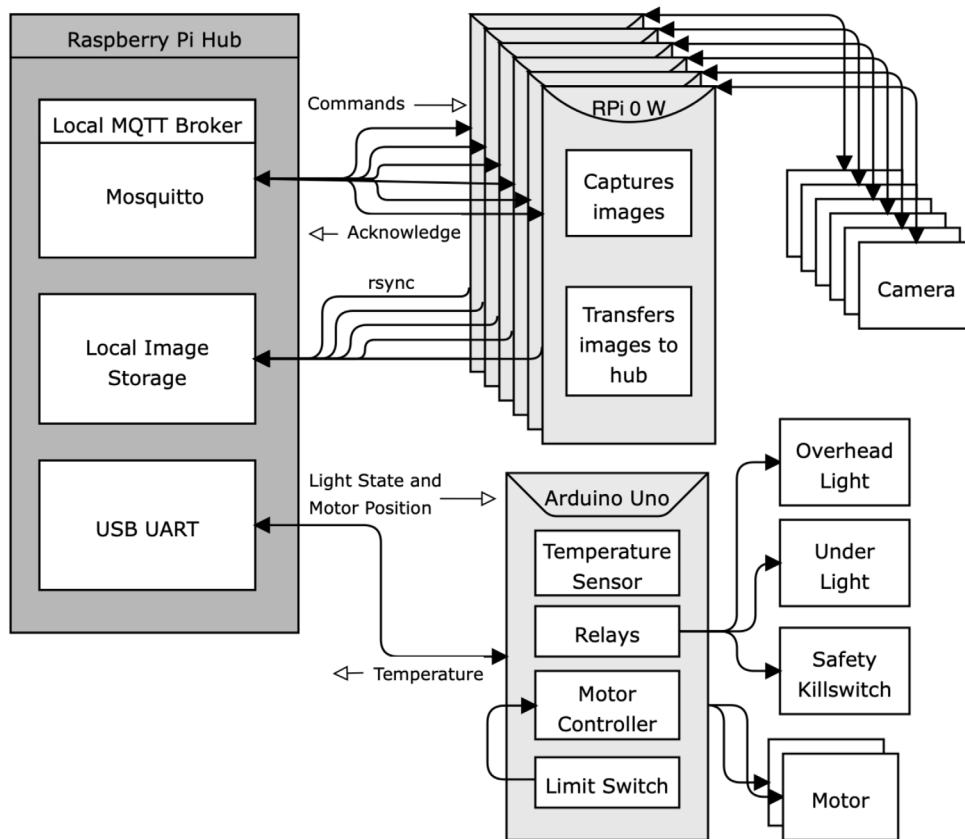 Raspberry Pi Hub
Local MQTT Broker
Mosquitto
Local Image
Storage
USB UART
Commands
Acknowledge
rsync
RPi 0 W
Captures
images
Transfers
images to
hub
Camera
Light State and
Motor Position
Temperature
Arduino Uno
Temperature
Sensor
Relays
Motor
Controller
Limit Switch
Overhead
Light
Under
Light
Safety
Killswitch
Motor